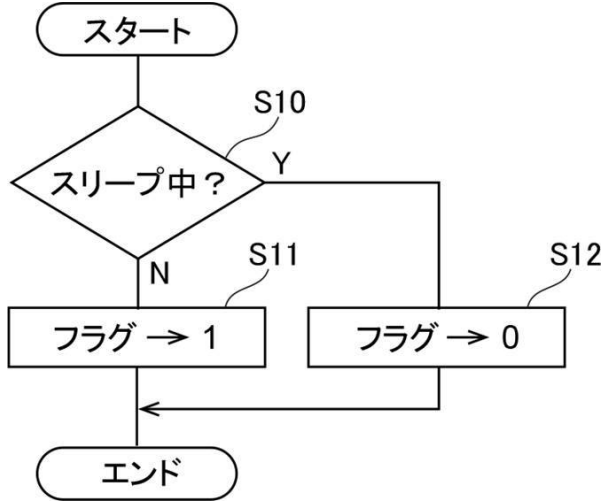 スタート
S10
スリープ中？
Y
N
S11
S12
フラグ→1
フラグ→0
エンド